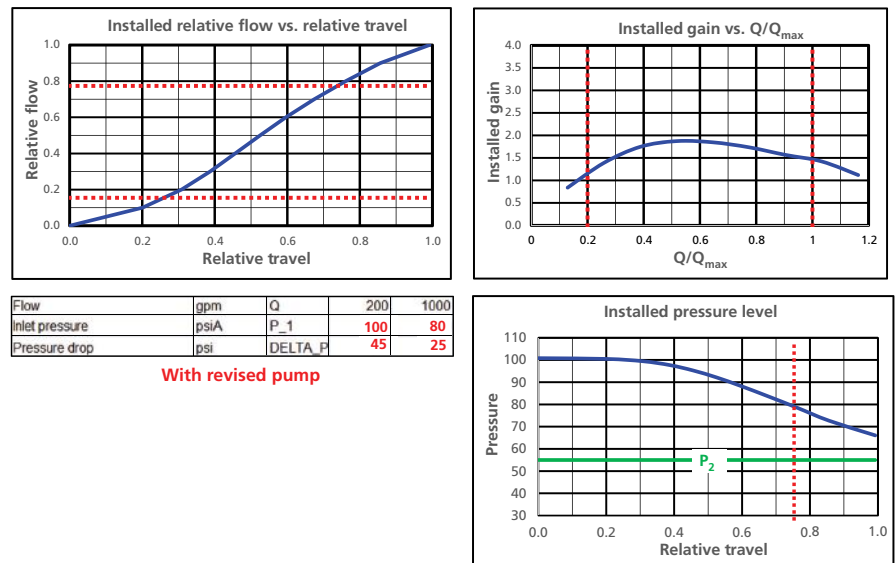 Installed relative flow vs. relative travel
1.0
0.8
0.6
0.4
0.2
0.0
Relative flow
0.0 0.2 0.4 0.6 0.8 1.0
Relative travel
Installed gain vs. Q/Qmax
4.0
3.5
3.0
2.5
2.0
1.5
1.0
0.5
0.0
Installed gain
0 0.2 0.4 0.6 0.8 1 1.2
Q/Qmax
Flow gpm Q 200 1000
Inlet pressure psiA P_1 100 80
Pressure drop psi DELTA_P 45 25
With revised pump
Installed pressure level
110
100
90
80
70
60
50
40
30
Pressure
P2
0.0 0.2 0.4 0.6 0.8 1.0
Relative travel